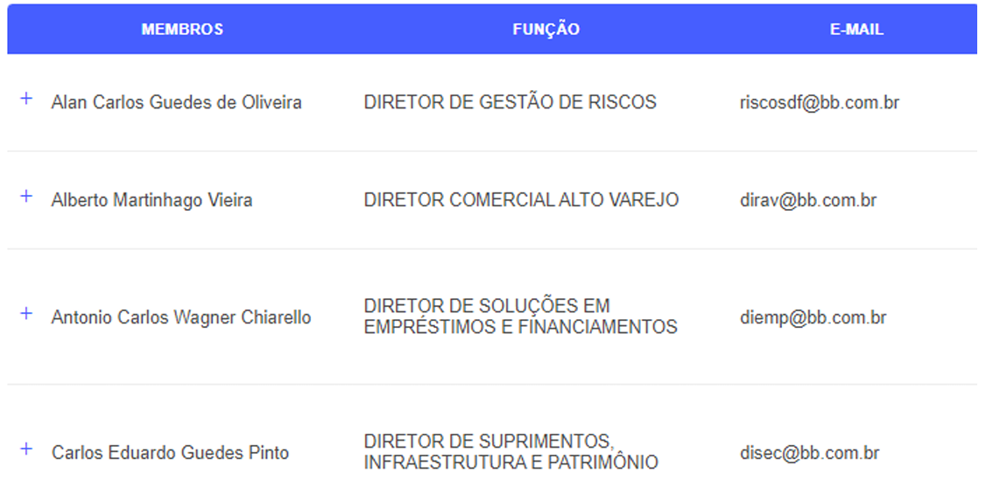 MEMBROS FUNÇÃO E-MAIL
+ Alan Carlos Guedes de Oliveira DIRETOR DE GESTÃO DE RISCOS riscosdf@bb.com.br
+ Alberto Martinhago Vieira DIRETOR COMERCIAL ALTO VAREJO dirav@bb.com.br
+ Antonio Carlos Wagner Chiarello DIRETOR DE SOLUÇÕES EM
EMPRÉSTIMOS E FINANCIAMENTOS diemp@bb.com.br
+ Carlos Eduardo Guedes Pinto DIRETOR DE SUPRIMENTOS,
INFRAESTRUTURA E PATRIMÔNIO disec@bb.com.br